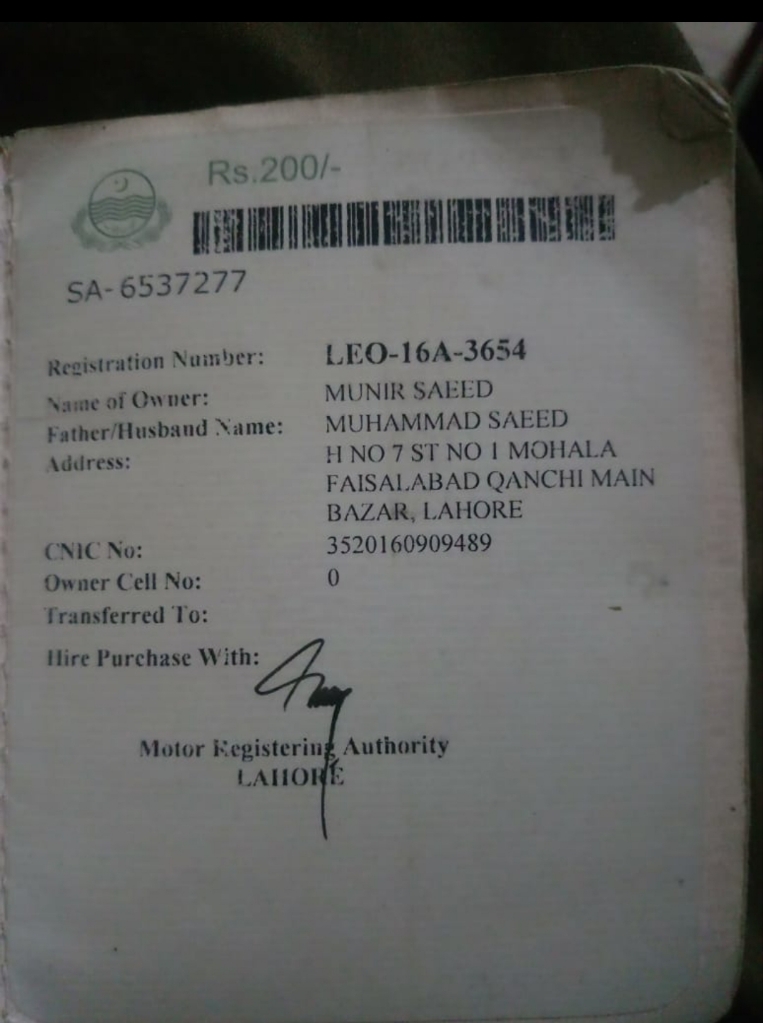 Rs.200/-
SA-6537277
Registration Number: LEO-16A-3654
Name of Owner: MUNIR SAEED
Father/Husband Name: MUHAMMAD SAEED
Address: H NO 7 ST NO 1 MOHALA
FAISALABAD QANCHI MAIN
BAZAR, LAHORE
CNIC No: 3520160909489
Owner Cell No: 0
Transferred To:
Hire Purchase With:
Motor Registering Authority
LAHORE